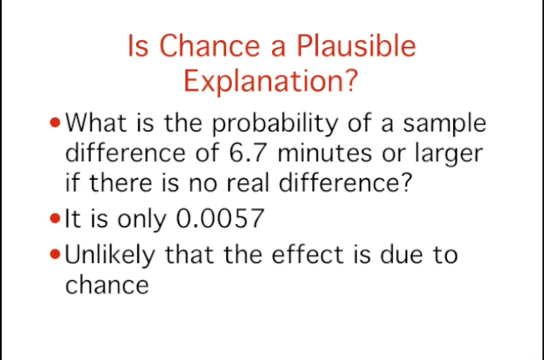 Is Chance a Plausible
Explanation?
•What is the probability of a sample
difference of 6.7 minutes or larger
if there is no real difference?
•It is only 0.0057
•Unlikely that the effect is due to
chance